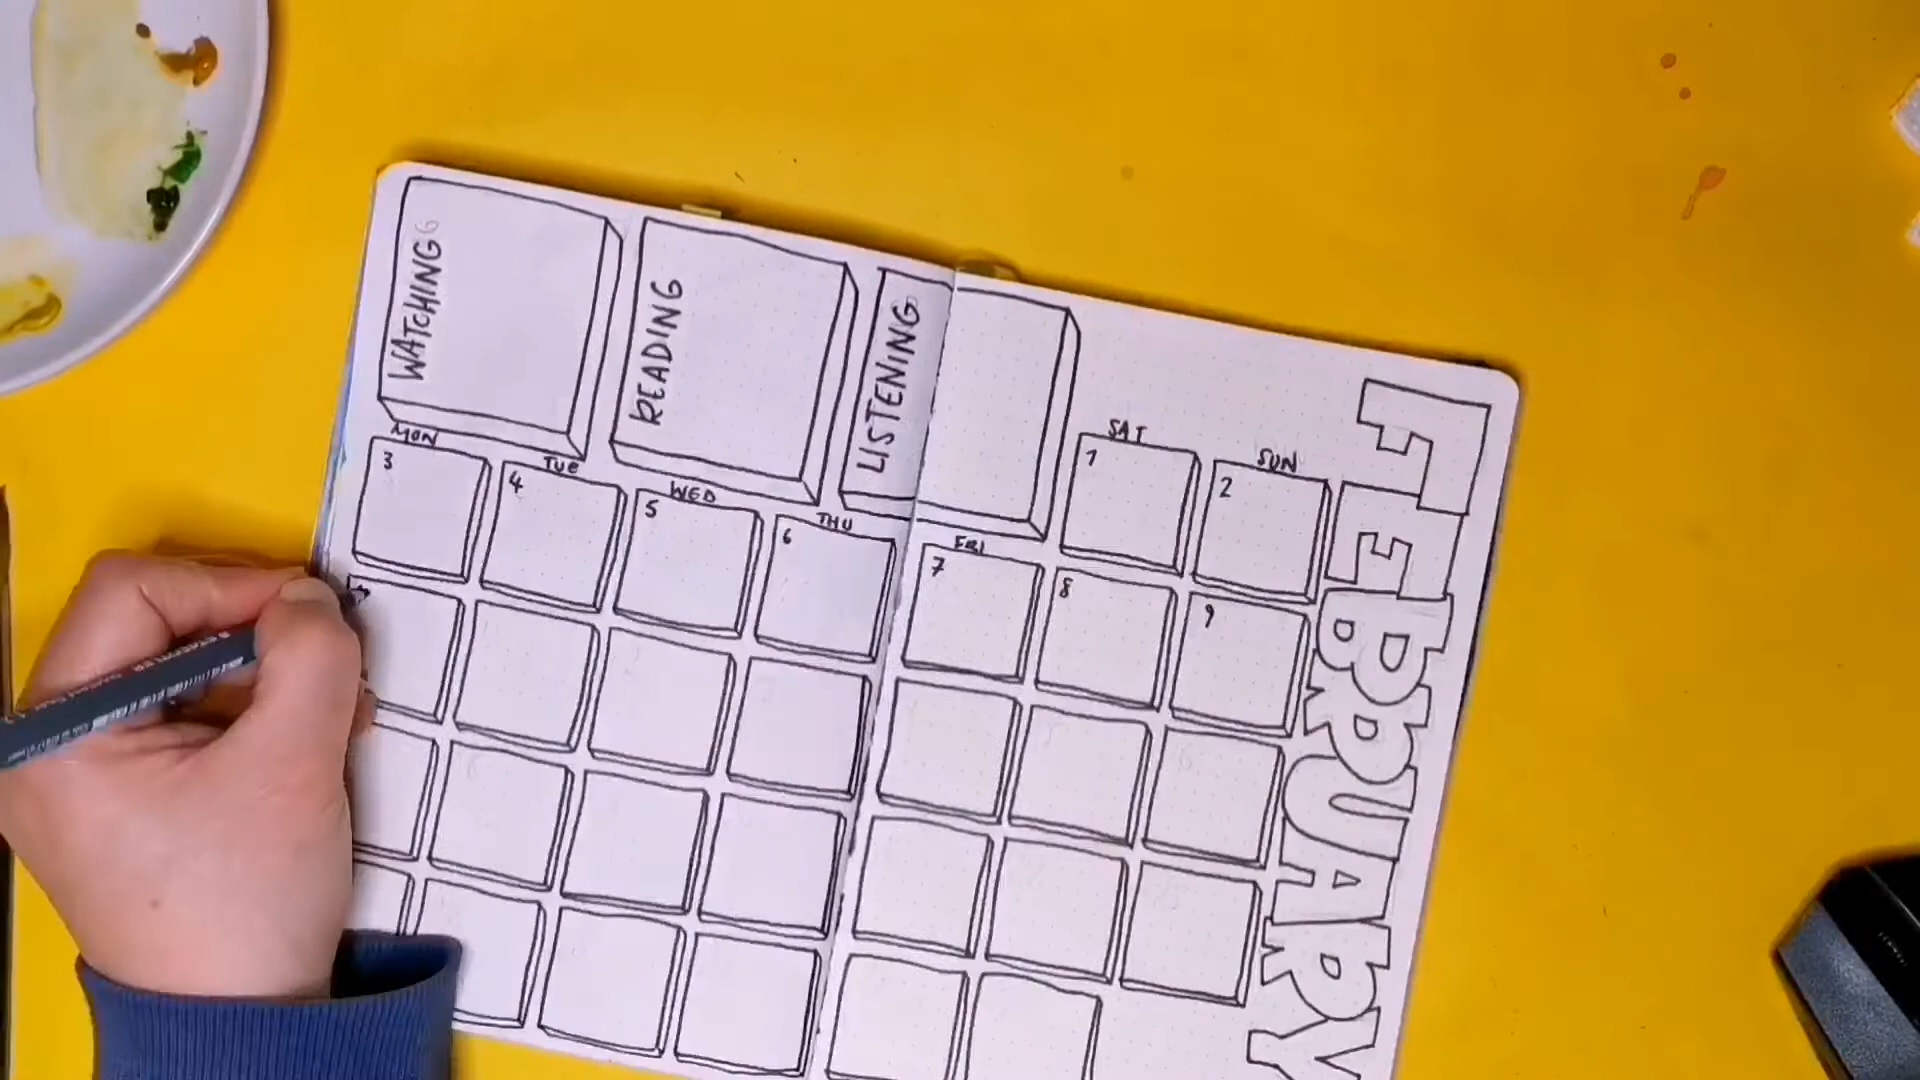 WATCHING
READING
LISTENING
FEBRUARY
MON
TUE
WED
THU
FRI
SAT
SUN
1
2
3
4
5
6
7
8
9
STAEDTLER